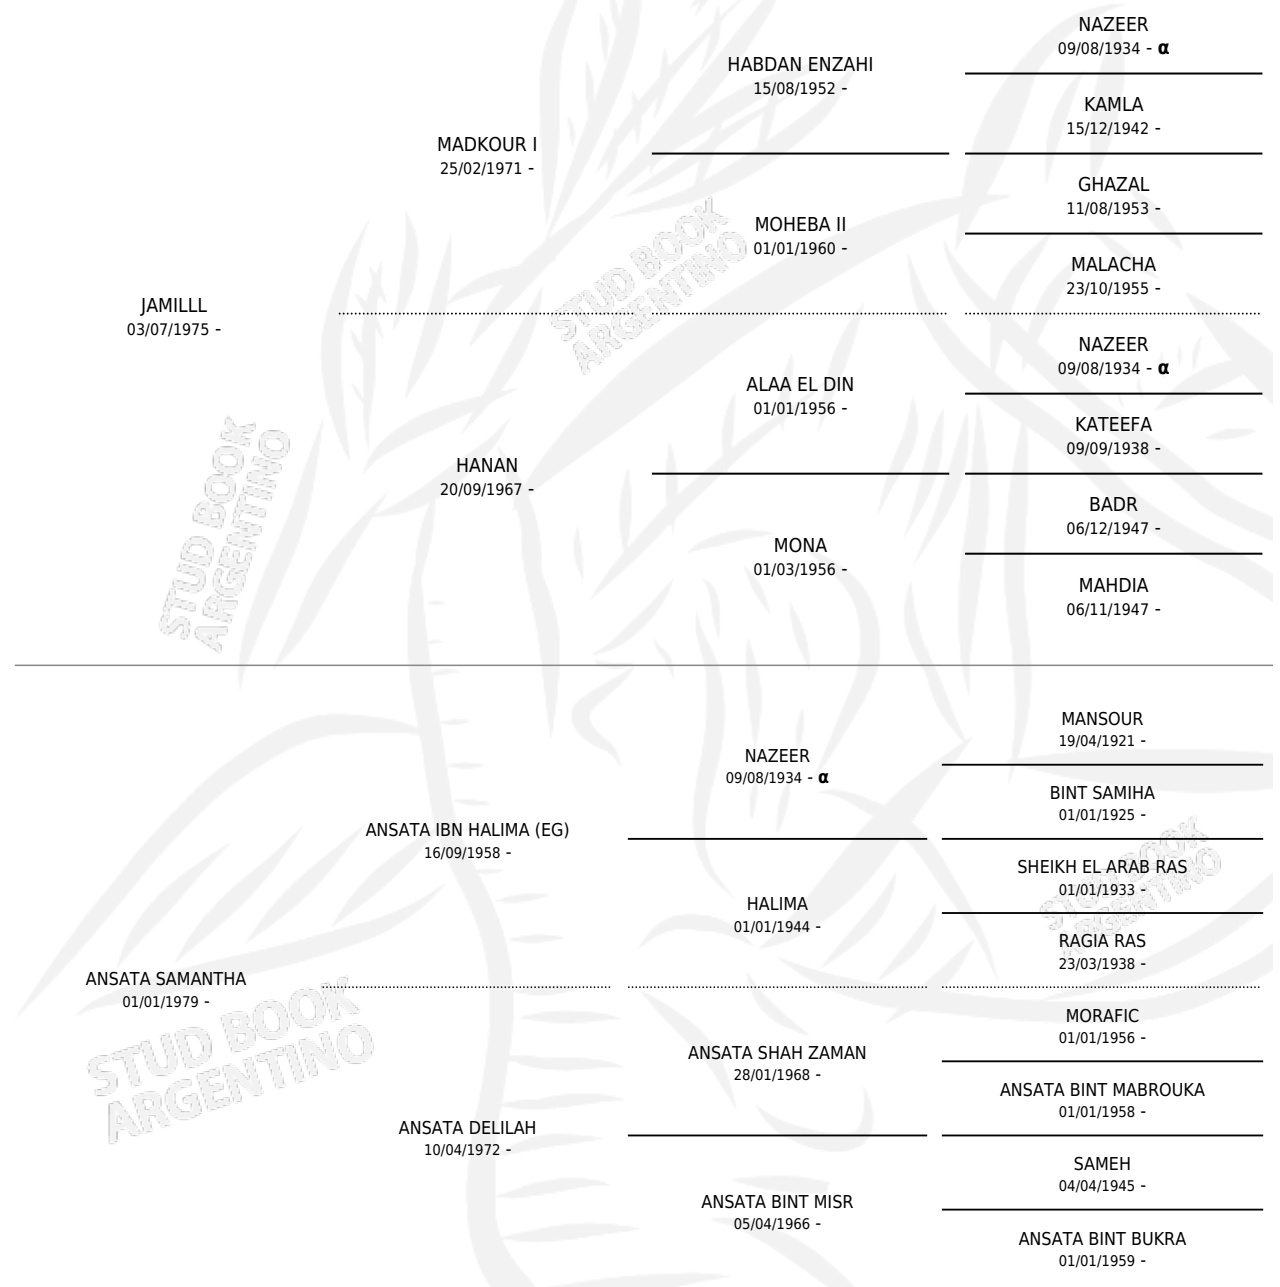 NAZEER
09/08/1934 - α
HABDAN ENZAHI
15/08/1952 -
KAMLA
15/12/1942 -
MADKOUR I
25/02/1971 -
GHAZAL
11/08/1953 -
MOHEBA II
01/01/1960 -
MALACHA
23/10/1955 -
JAMILLL
03/07/1975 -
NAZEER
09/08/1934 - α
ALAA EL DIN
01/01/1956 -
KATEEFA
09/09/1938 -
HANAN
20/09/1967 -
BADR
06/12/1947 -
MONA
01/03/1956 -
MAHDIA
06/11/1947 -
STUD BOOK
ARGENTINO
STUD BOOK
ARGENTINO
MANSOUR
19/04/1921 -
NAZEER
09/08/1934 - α
BINT SAMIHA
01/01/1925 -
ANSATA IBN HALIMA (EG)
16/09/1958 -
SHEIKH EL ARAB RAS
01/01/1933 -
HALIMA
01/01/1944 -
RAGIA RAS
23/03/1938 -
ANSATA SAMANTHA
01/01/1979 -
MORAFIC
01/01/1956 -
ANSATA SHAH ZAMAN
28/01/1968 -
ANSATA BINT MABROUKA
01/01/1958 -
ANSATA DELILAH
10/04/1972 -
SAMEH
04/04/1945 -
ANSATA BINT MISR
05/04/1966 -
ANSATA BINT BUKRA
01/01/1959 -
STUD BOOK
ARGENTINO
STUD BOOK
ARGENTINO